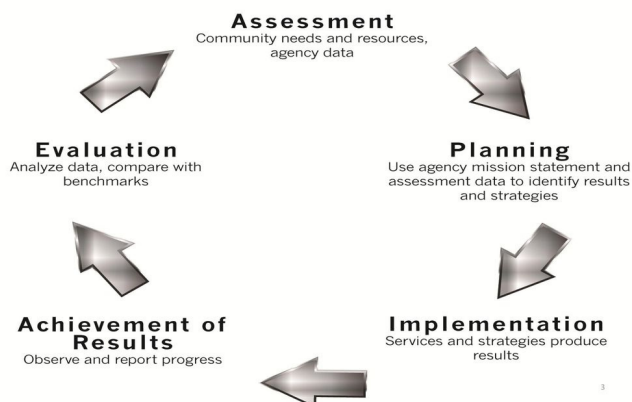 Assessment
Community needs and resources,
agency data
Evaluation
Analyze data, compare with
benchmarks
Planning
Use agency mission statement and
assessment data to identify results
and strategies
Achievement of
Results
Observe and report progress
Implementation
Services and strategies produce
results
3